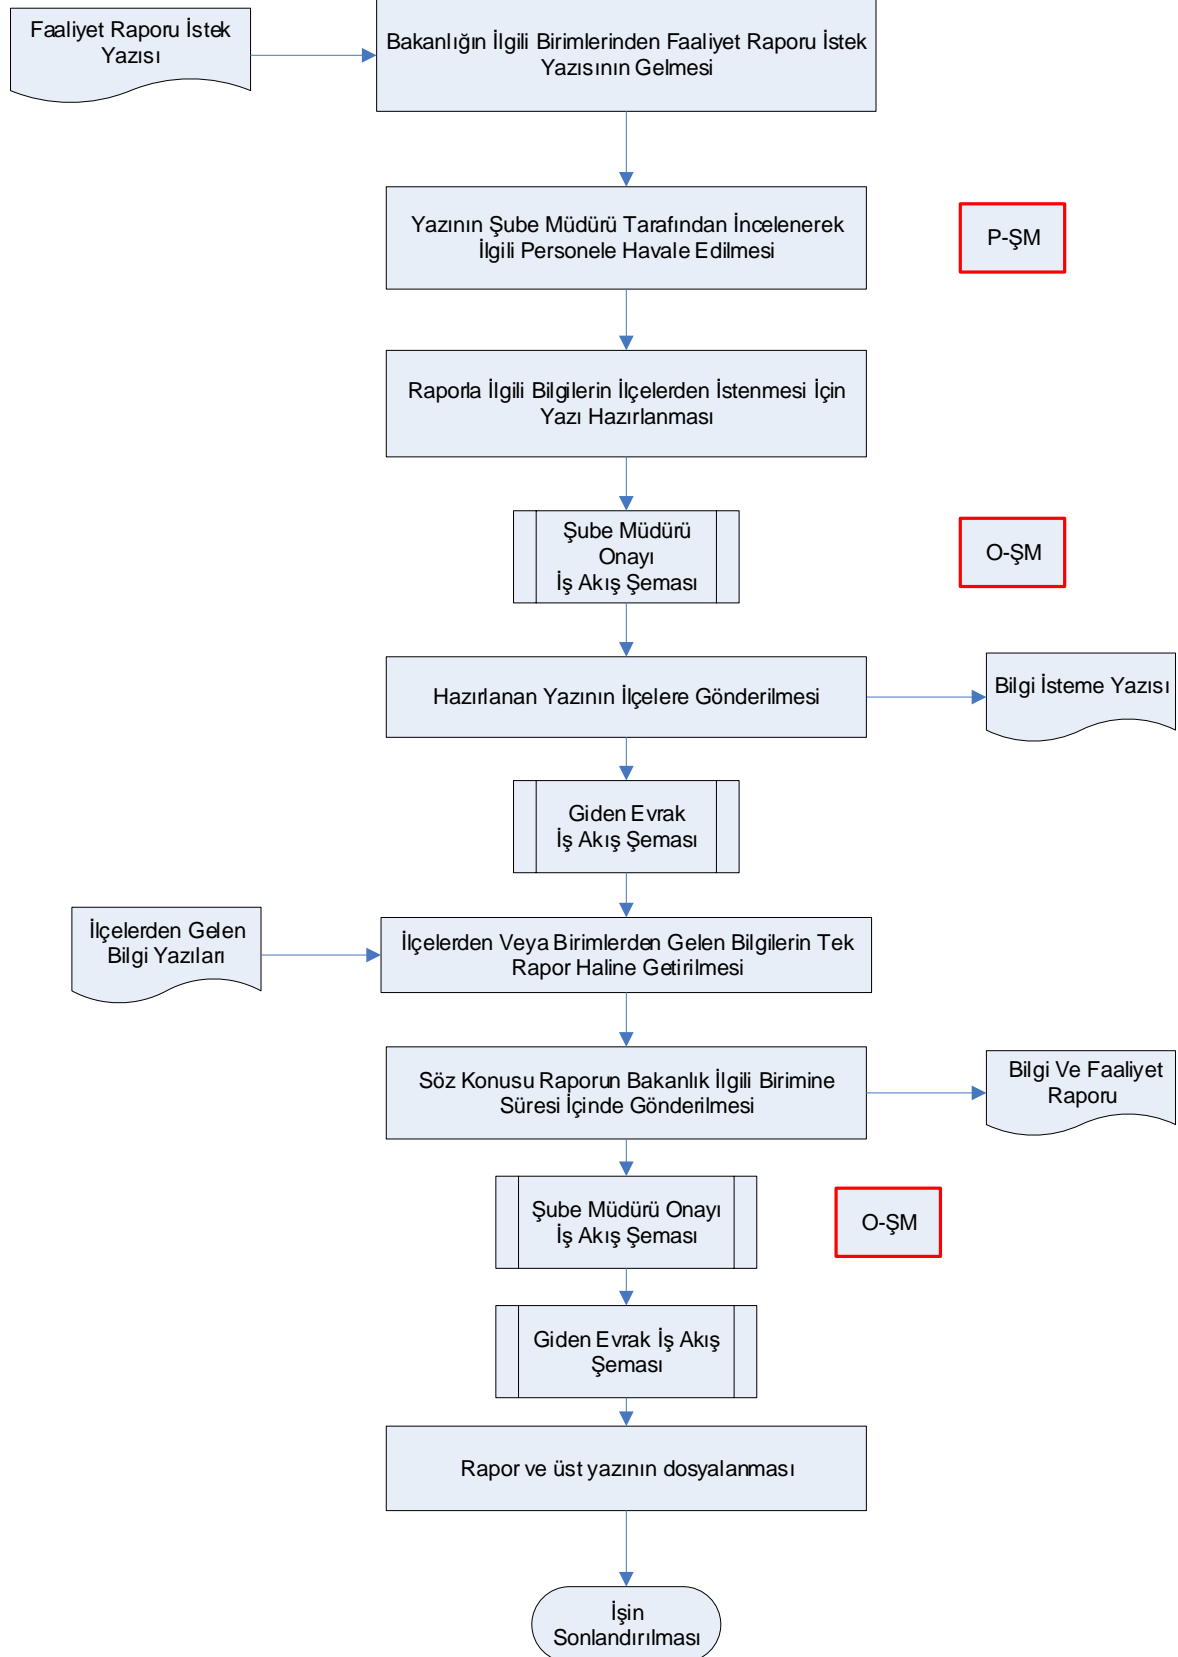 Faaliyet Raporu İstek
Yazısı
Bakanlığın İlgili Birimlerinden Faaliyet Raporu İstek
Yazısının Gelmesi
Yazının Şube Müdürü Tarafından İncelenerek
İlgili Personele Havale Edilmesi
P-ŞM
Raporla İlgili Bilgilerin İlçelerden İstenmesi İçin
Yazı Hazırlanması
Şube Müdürü
Onayı
İş Akış Şeması
O-ŞM
Hazırlanan Yazının İlçelere Gönderilmesi
Bilgi İsteme Yazısı
Giden Evrak
İş Akış Şeması
İlçelerden Gelen
Bilgi Yazıları
İlçelerden Veya Birimlerden Gelen Bilgilerin Tek
Rapor Haline Getirilmesi
Söz Konusu Raporun Bakanlık İlgili Birimine
Süresi İçinde Gönderilmesi
Bilgi Ve Faaliyet
Raporu
Şube Müdürü Onayı
İş Akış Şeması
O-ŞM
Giden Evrak İş Akış
Şeması
Rapor ve üst yazının dosyalanması
İşin
Sonlandırılması